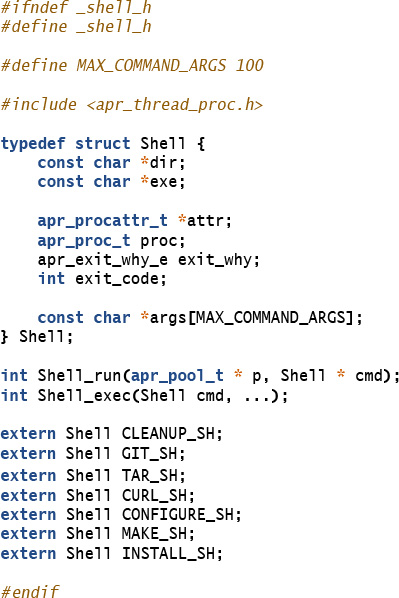 #ifndef _shell_h
#define _shell_h

#define MAX_COMMAND_ARGS 100

#include <apr_thread_proc.h>

typedef struct Shell {
    const char *dir;
    const char *exe;

    apr_procattr_t *attr;
    apr_proc_t proc;
    apr_exit_why_e exit_why;
    int exit_code;

    const char *args[MAX_COMMAND_ARGS];
} Shell;

int Shell_run(apr_pool_t * p, Shell * cmd);
int Shell_exec(Shell cmd, ...);

extern Shell CLEANUP_SH;
extern Shell GIT_SH;
extern Shell TAR_SH;
extern Shell CURL_SH;
extern Shell CONFIGURE_SH;
extern Shell MAKE_SH;
extern Shell INSTALL_SH;

#endif